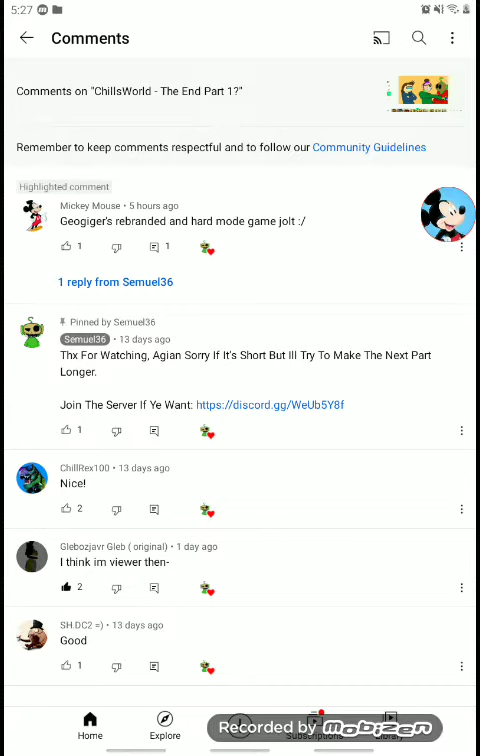 5:27
Comments
Comments on "ChillsWorld - The End Part 1?"
Remember to keep comments respectful and to follow our Community Guidelines
Highlighted comment
Mickey Mouse • 5 hours ago
Geogiger's rebranded and hard mode game jolt :/
1 1
1 reply from Semuel36
Pinned by Semuel36
Semuel36 • 13 days ago
Thx For Watching, Agian Sorry If It's Short But Ill Try To Make The Next Part
Longer.
Join The Server If Ye Want: https://discord.gg/WeUb5Y8f
1
ChillRex100 • 13 days ago
Nice!
2
Glebozjavr Gleb ( original) • 1 day ago
I think im viewer then-
2
SH.DC2 =) • 13 days ago
Good
1
Home Explore Subscriptions Library
Recorded by Mobizen